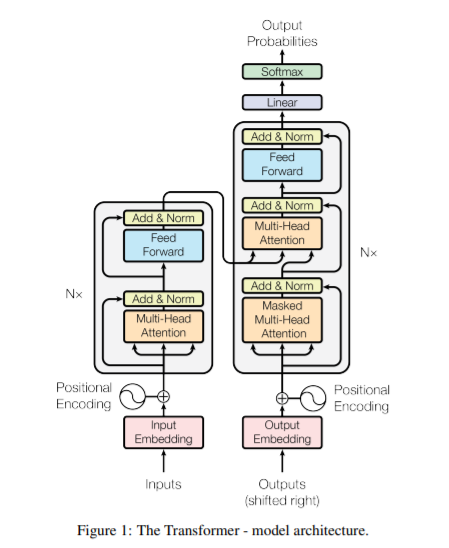 Output
Probabilities
Softmax
Linear
Add & Norm
Feed
Forward
Add & Norm
Multi-Head
Attention
Add & Norm
Masked
Multi-Head
Attention
N×
Add & Norm
Feed
Forward
Add & Norm
Multi-Head
Attention
N×
Positional
Encoding
Positional
Encoding
Input
Embedding
Output
Embedding
Inputs
Outputs
(shifted right)
Figure 1: The Transformer - model architecture.